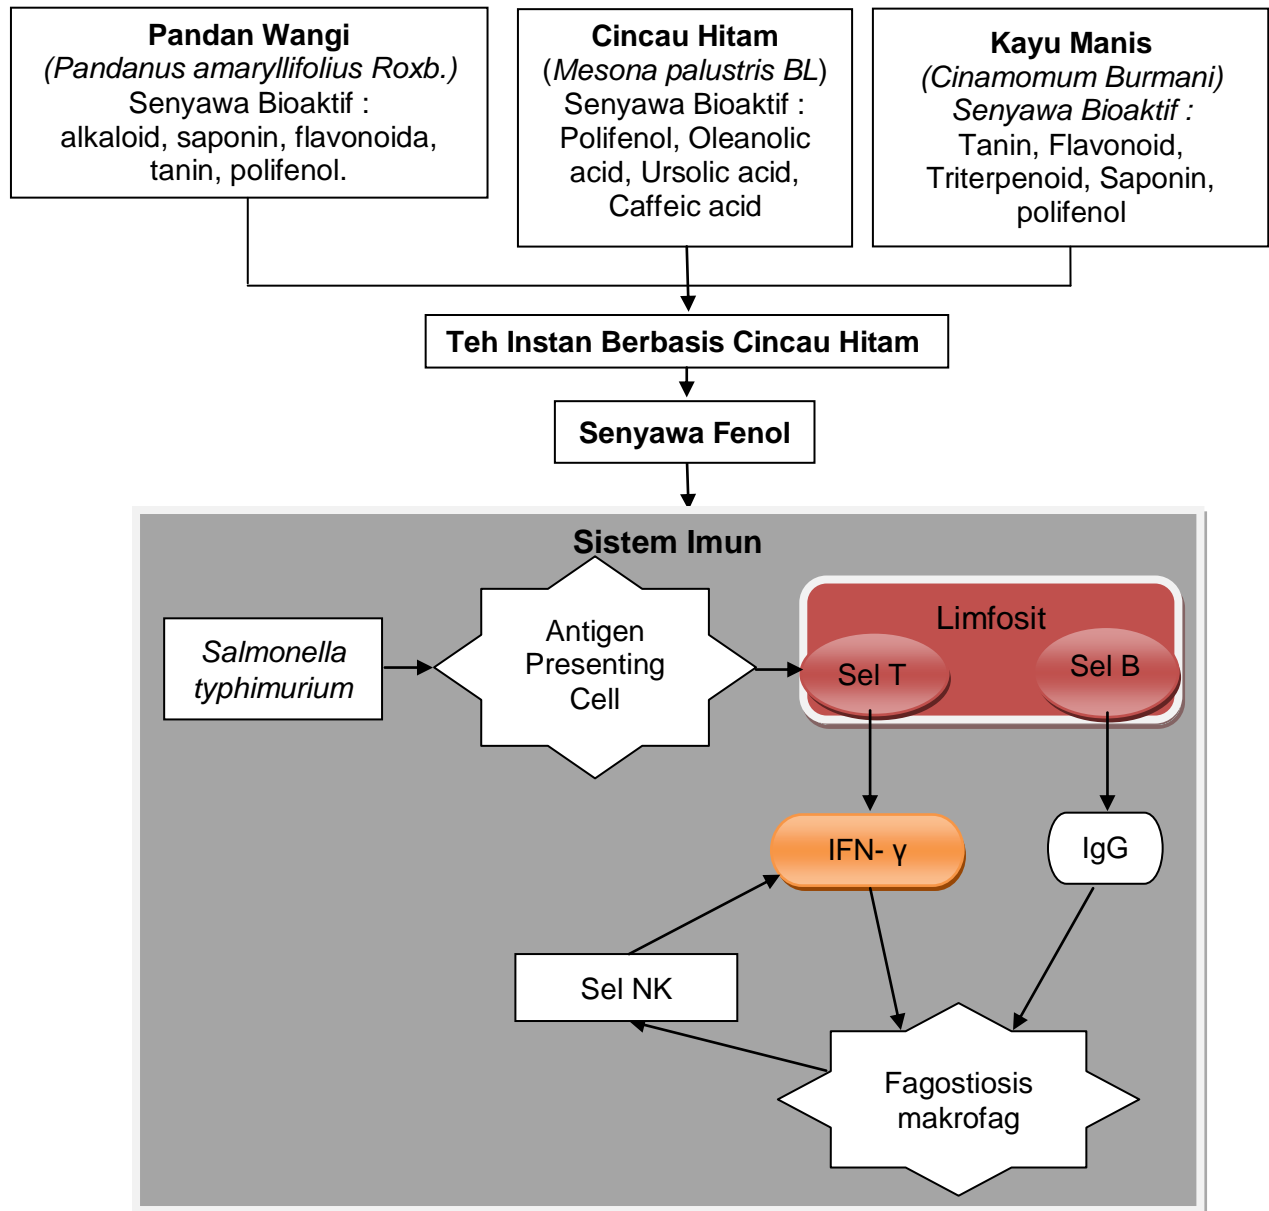 Pandan Wangi
(Pandanus amaryllifolius Roxb.)
Senyawa Bioaktif :
alkaloid, saponin, flavonoida,
tanin, polifenol.
Cincau Hitam
(Mesona palustris BL)
Senyawa Bioaktif :
Polifenol, Oleanolic
acid, Ursolic acid,
Caffeic acid
Kayu Manis
(Cinamomum Burmani)
Senyawa Bioaktif :
Tanin, Flavonoid,
Triterpenoid, Saponin,
polifenol
Teh Instan Berbasis Cincau Hitam
Senyawa Fenol
Sistem Imun
Salmonella
typhimurium
Antigen
Presenting
Cell
Limfosit
Sel T
Sel B
IFN- γ
IgG
Sel NK
Fagostiosis
makrofag